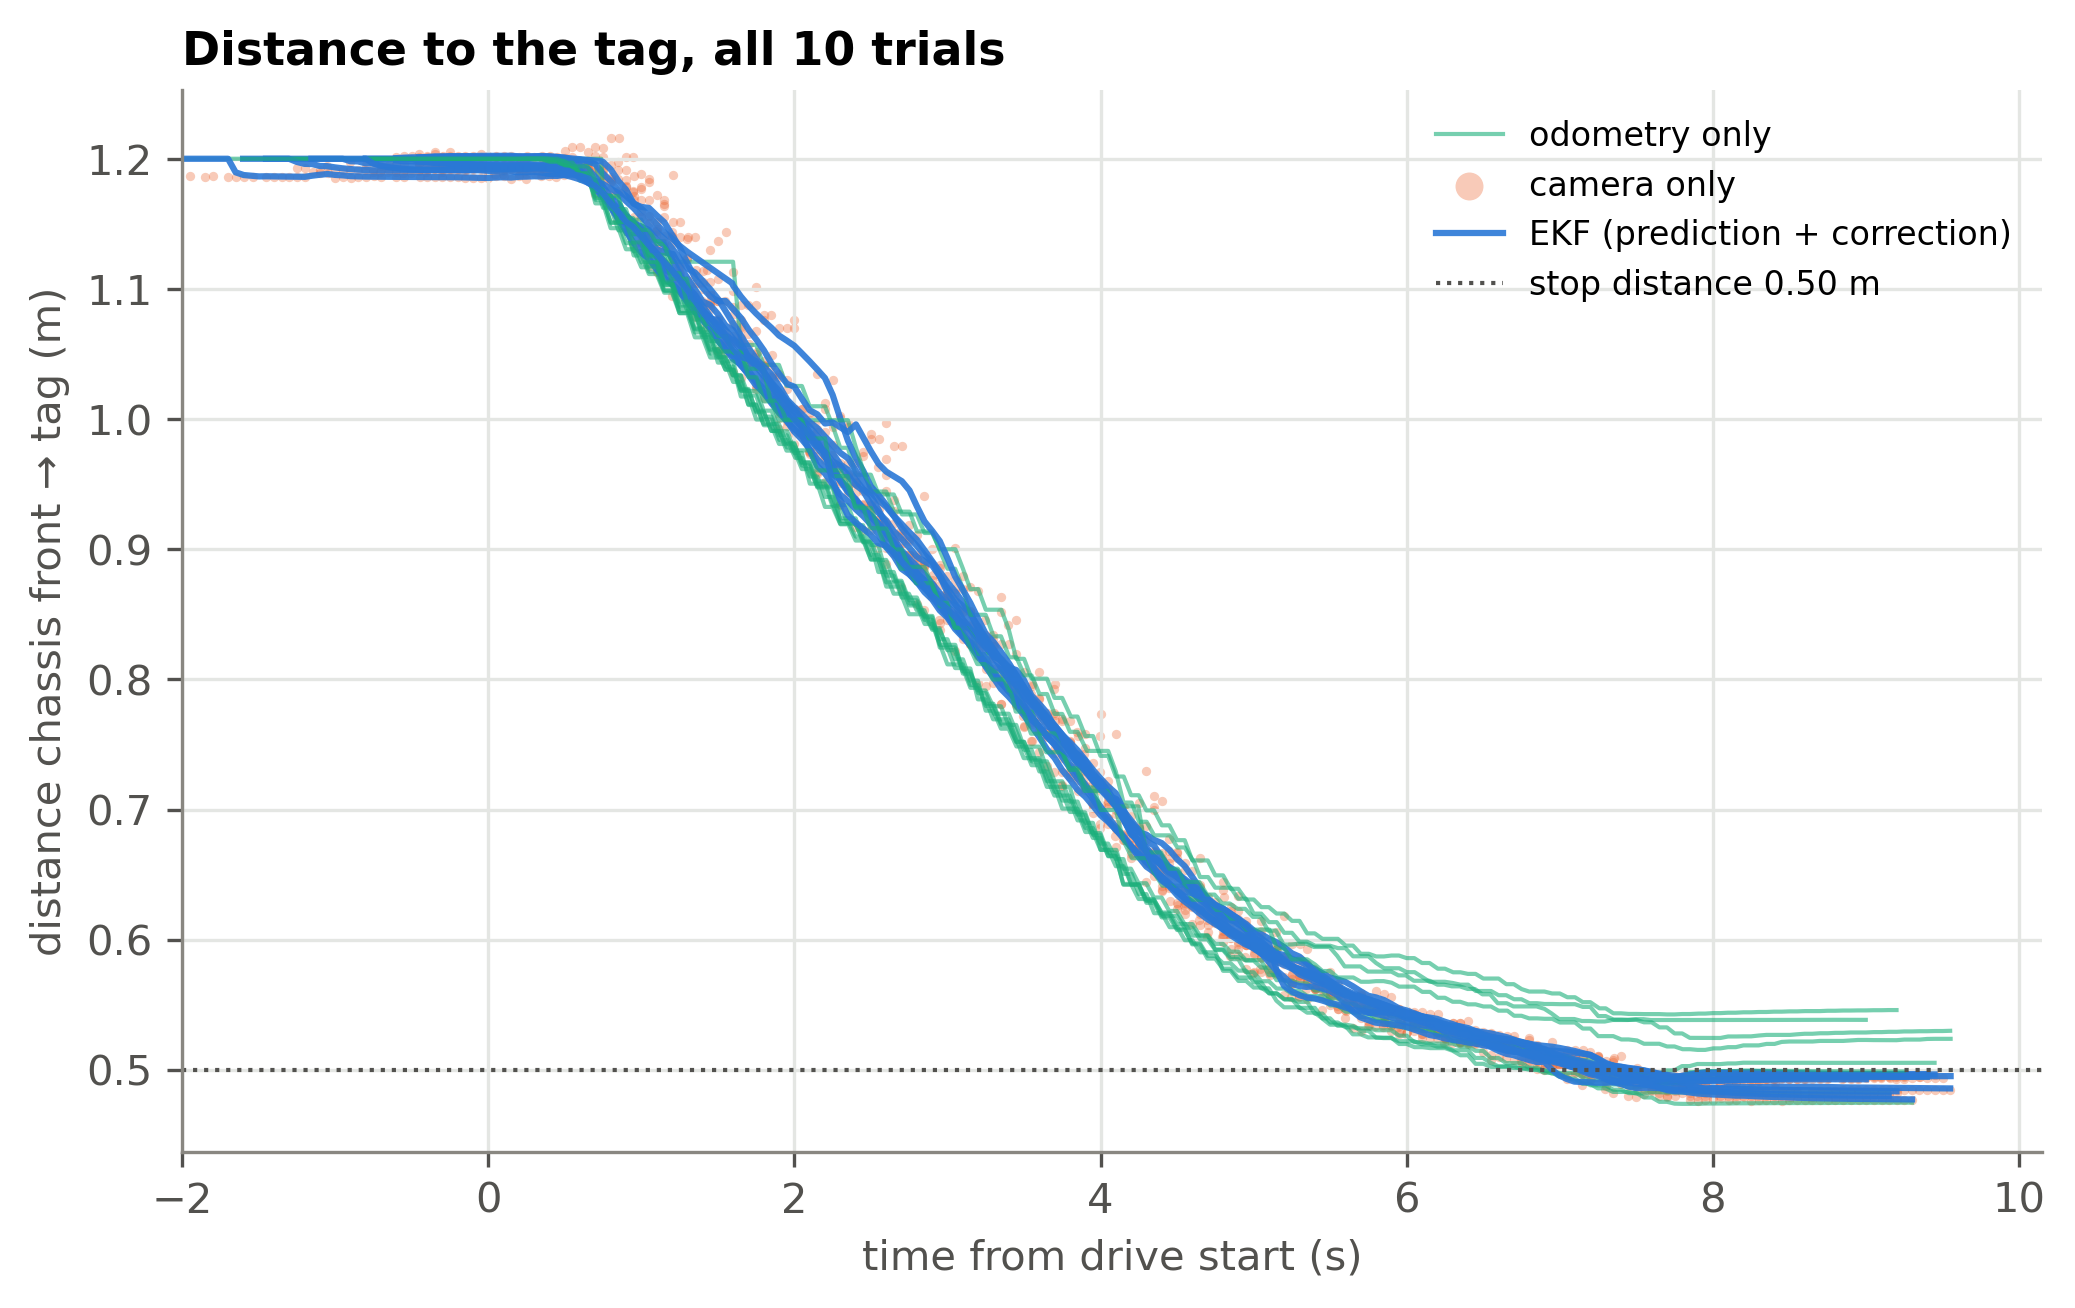 Distance to the tag, all 10 trials
odometry only
camera only
EKF (prediction + correction)
stop distance 0.50 m
distance chassis front → tag (m)
1.2
1.1
1.0
0.9
0.8
0.7
0.6
0.5
−2 0 2 4 6 8 10
time from drive start (s)